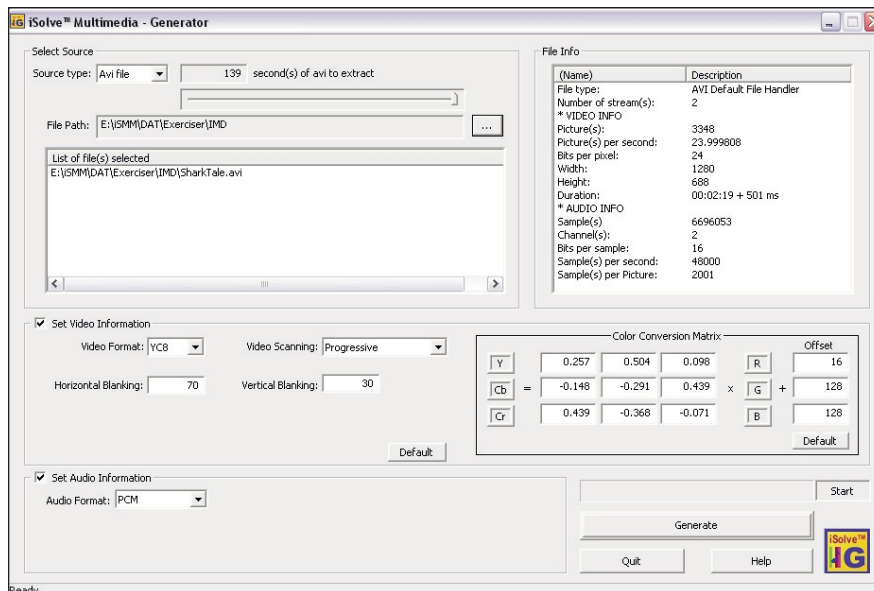 iSolve™ Multimedia - Generator
Select Source
Source type: Avi file 139 second(s) of avi to extract
File Path: E:\iSMM\DAT\Exerciser\IMD ...
List of file(s) selected
E:\iSMM\DAT\Exerciser\IMD\SharkTale.avi
File Info
(Name) Description
File type: AVI Default File Handler
Number of stream(s): 2
* VIDEO INFO
Picture(s): 3348
Picture(s) per second: 23.999808
Bits per pixel: 24
Width: 1280
Height: 688
Duration: 00:02:19 + 501 ms
* AUDIO INFO
Sample(s) 6696053
Channel(s): 2
Bits per sample: 16
Sample(s) per second: 48000
Sample(s) per Picture: 2001
Set Video Information
Video Format: YC8 Video Scanning: Progressive
Horizontal Blanking: 70 Vertical Blanking: 30
Default
Color Conversion Matrix
Offset
Y 0.257 0.504 0.098 R 16
Cb = -0.148 -0.291 0.439 x G + 128
Cr 0.439 -0.368 -0.071 B 128
Default
Set Audio Information
Audio Format: PCM
Start
Generate
Quit Help
iSolve™
IG
Ready